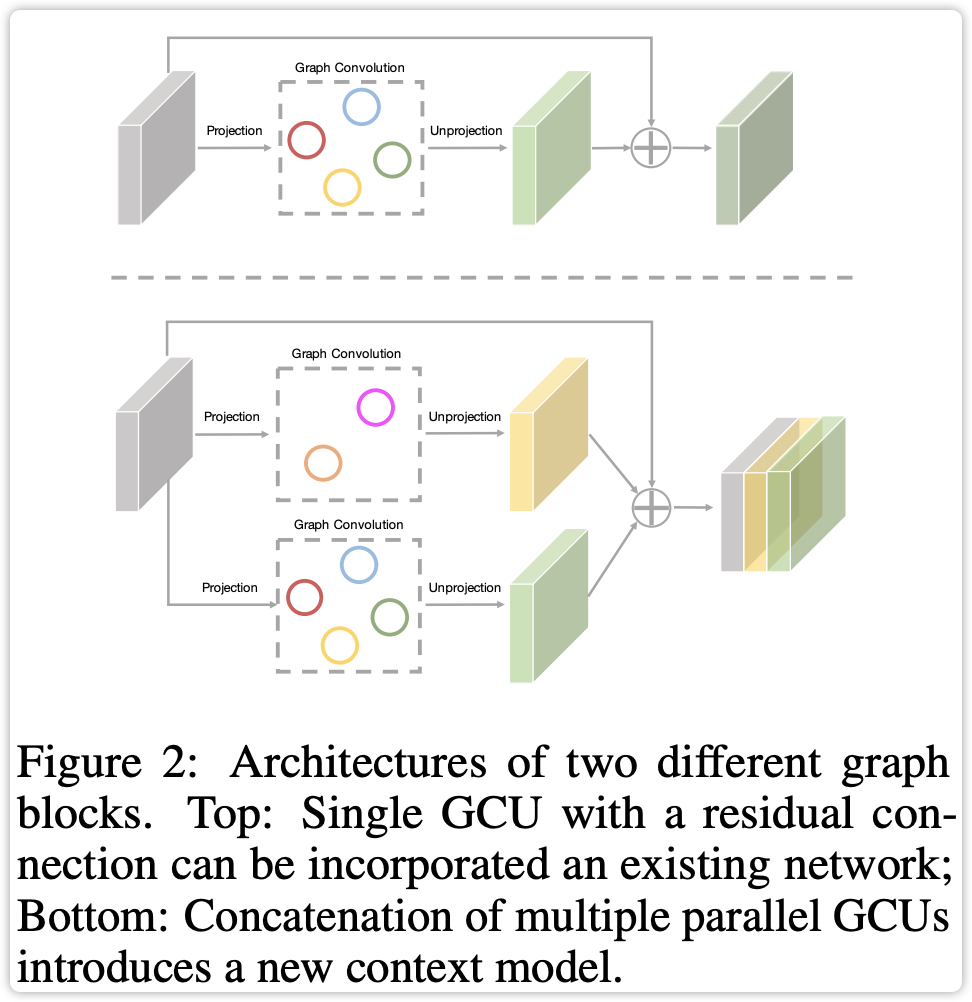 Graph Convolution
Projection
Unprojection
Graph Convolution
Projection
Unprojection
Graph Convolution
Projection
Unprojection
Figure 2: Architectures of two different graph
blocks. Top: Single GCU with a residual con-
nection can be incorporated an existing network;
Bottom: Concatenation of multiple parallel GCUs
introduces a new context model.